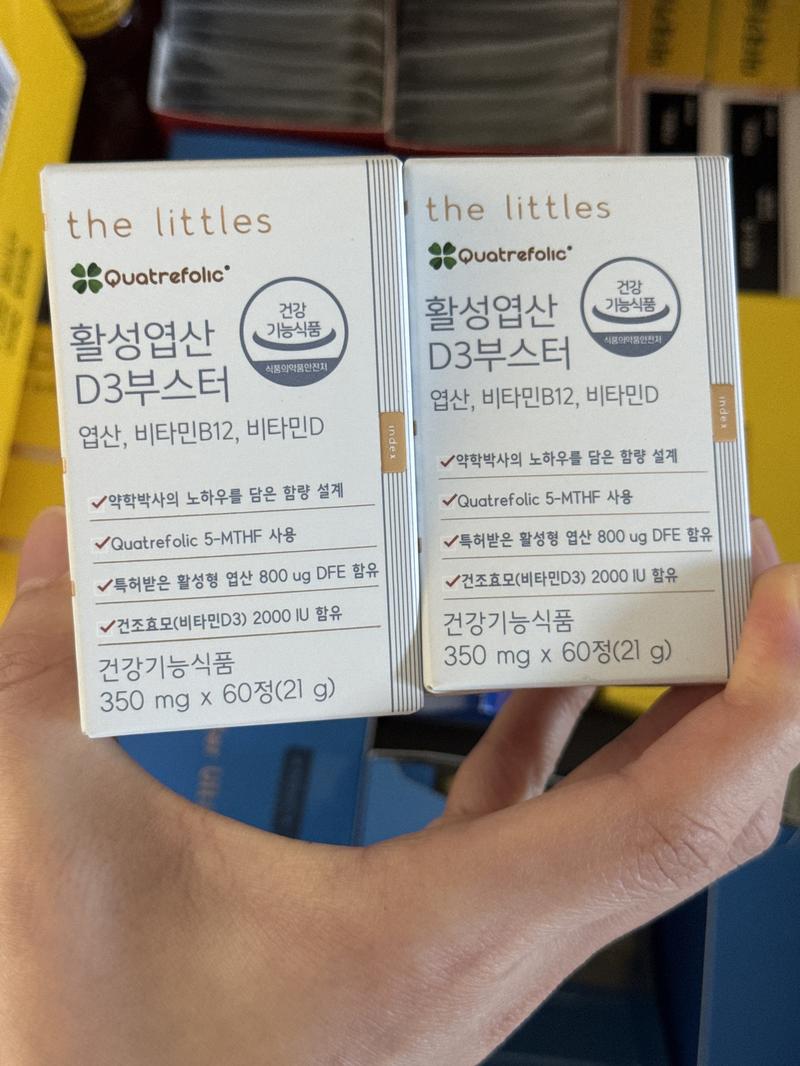 the littles
Quatrefolic
활성엽산
D3부스터
엽산, 비타민B12, 비타민D
건강
기능식품
식품의약품안전처
index
약학박사의 노하우를 담은 함량 설계
Quatrefolic 5-MTHF 사용
특허받은 활성형 엽산 800 ug DFE 함유
건조효모(비타민D3) 2000 IU 함유
건강기능식품
350 mg x 60정(21 g)
the littles
Quatrefolic
활성엽산
D3부스터
엽산, 비타민B12, 비타민D
건강
기능식품
식품의약품안전처
index
약학박사의 노하우를 담은 함량 설계
Quatrefolic 5-MTHF 사용
특허받은 활성형 엽산 800 ug DFE 함유
건조효모(비타민D3) 2000 IU 함유
건강기능식품
350 mg x 60정(21 g)